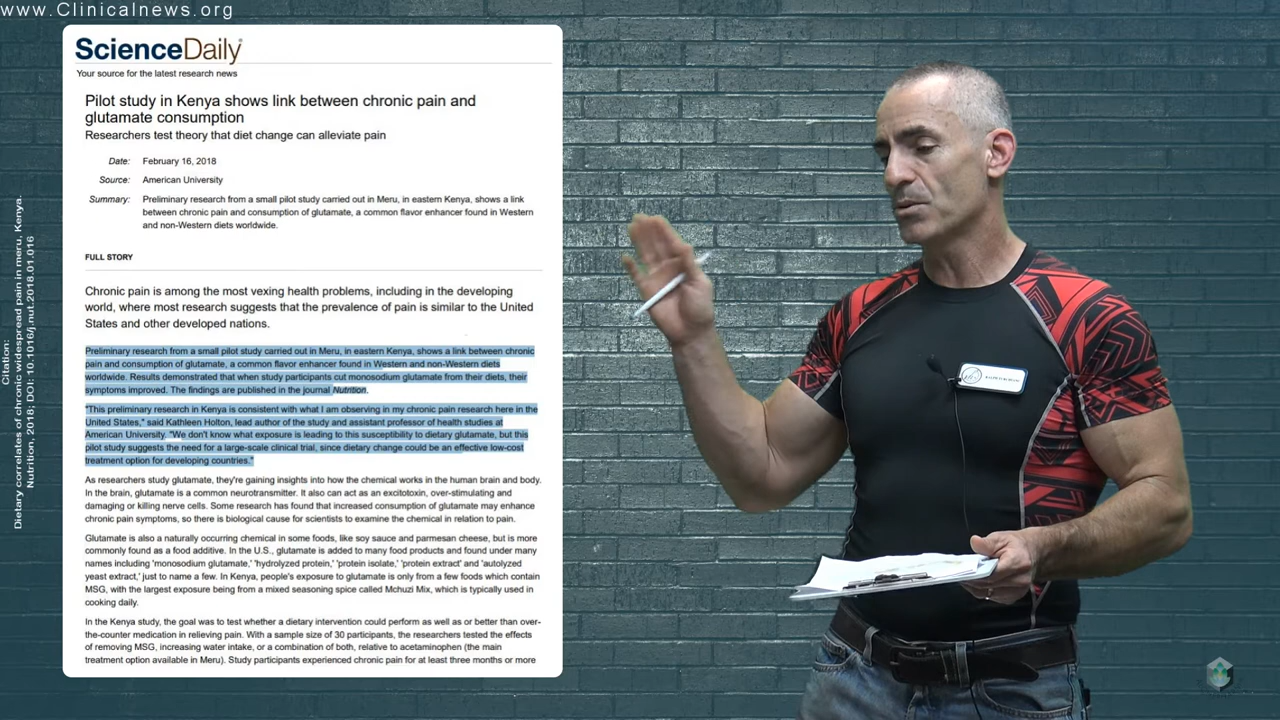 www.Clinicalnews.org
ScienceDaily
Your source for the latest research news
Pilot study in Kenya shows link between chronic pain and
glutamate consumption
Researchers test theory that diet change can alleviate pain
Date: February 16, 2018
Source: American University
Summary: Preliminary research from a small pilot study carried out in Meru, in eastern Kenya, shows a link
between chronic pain and consumption of glutamate, a common flavor enhancer found in Western
and non-Western diets worldwide.
FULL STORY
Chronic pain is among the most vexing health problems, including in the developing
world, where most research suggests that the prevalence of pain is similar to the United
States and other developed nations.
Preliminary research from a small pilot study carried out in Meru, in eastern Kenya, shows a link between chronic
pain and consumption of glutamate, a common flavor enhancer found in Western and non-Western diets
worldwide. Results demonstrated that when study participants cut monosodium glutamate from their diets, their
symptoms improved. The findings are published in the journal Nutrition.
"This preliminary research in Kenya is consistent with what I am observing in my chronic pain research here in the
United States," said Kathleen Holton, lead author of the study and assistant professor of health studies at
American University. "We don't know what exposure is leading to this susceptibility to dietary glutamate, but this
pilot study suggests the need for a large-scale clinical trial, since dietary change could be an effective low-cost
treatment option for developing countries."
As researchers study glutamate, they're gaining insights into how the chemical works in the human brain and body.
In the brain, glutamate is a common neurotransmitter. It also can act as an excitotoxin, over-stimulating and
damaging or killing nerve cells. Some research has found that increased consumption of glutamate may enhance
chronic pain symptoms, so there is biological cause for scientists to examine the chemical in relation to pain.
Glutamate is also a naturally occurring chemical in some foods, like soy sauce and parmesan cheese, but is more
commonly found as a food additive. In the U.S., glutamate is added to many food products and found under many
names including 'monosodium glutamate,' 'hydrolyzed protein,' 'protein isolate,' 'protein extract' and 'autolyzed
yeast extract,' just to name a few. In Kenya, people's exposure to glutamate is only from a few foods which contain
MSG, with the largest exposure being from a mixed seasoning spice called Mchuzi Mix, which is typically used in
cooking daily.
In the Kenya study, the goal was to test whether a dietary intervention could perform as well as or better than over-
the-counter medication in relieving pain. With a sample size of 30 participants, the researchers tested the effects
of removing MSG, increasing water intake, or a combination of both, relative to acetaminophen (the main
treatment option available in Meru). Study participants experienced chronic pain for at least three months or more
Citation:
Dietary correlates of chronic widespread pain in meru, Kenya.
Nutrition, 2018; DOI: 10.1016/j.nut.2018.01.016